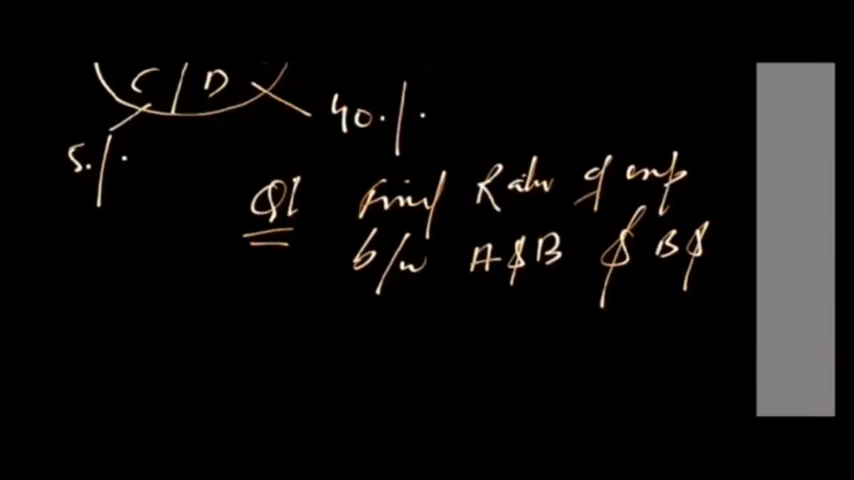 C D
40.%.
5.%.
Q1 Find Ratio of emp
b/w A & B & B &